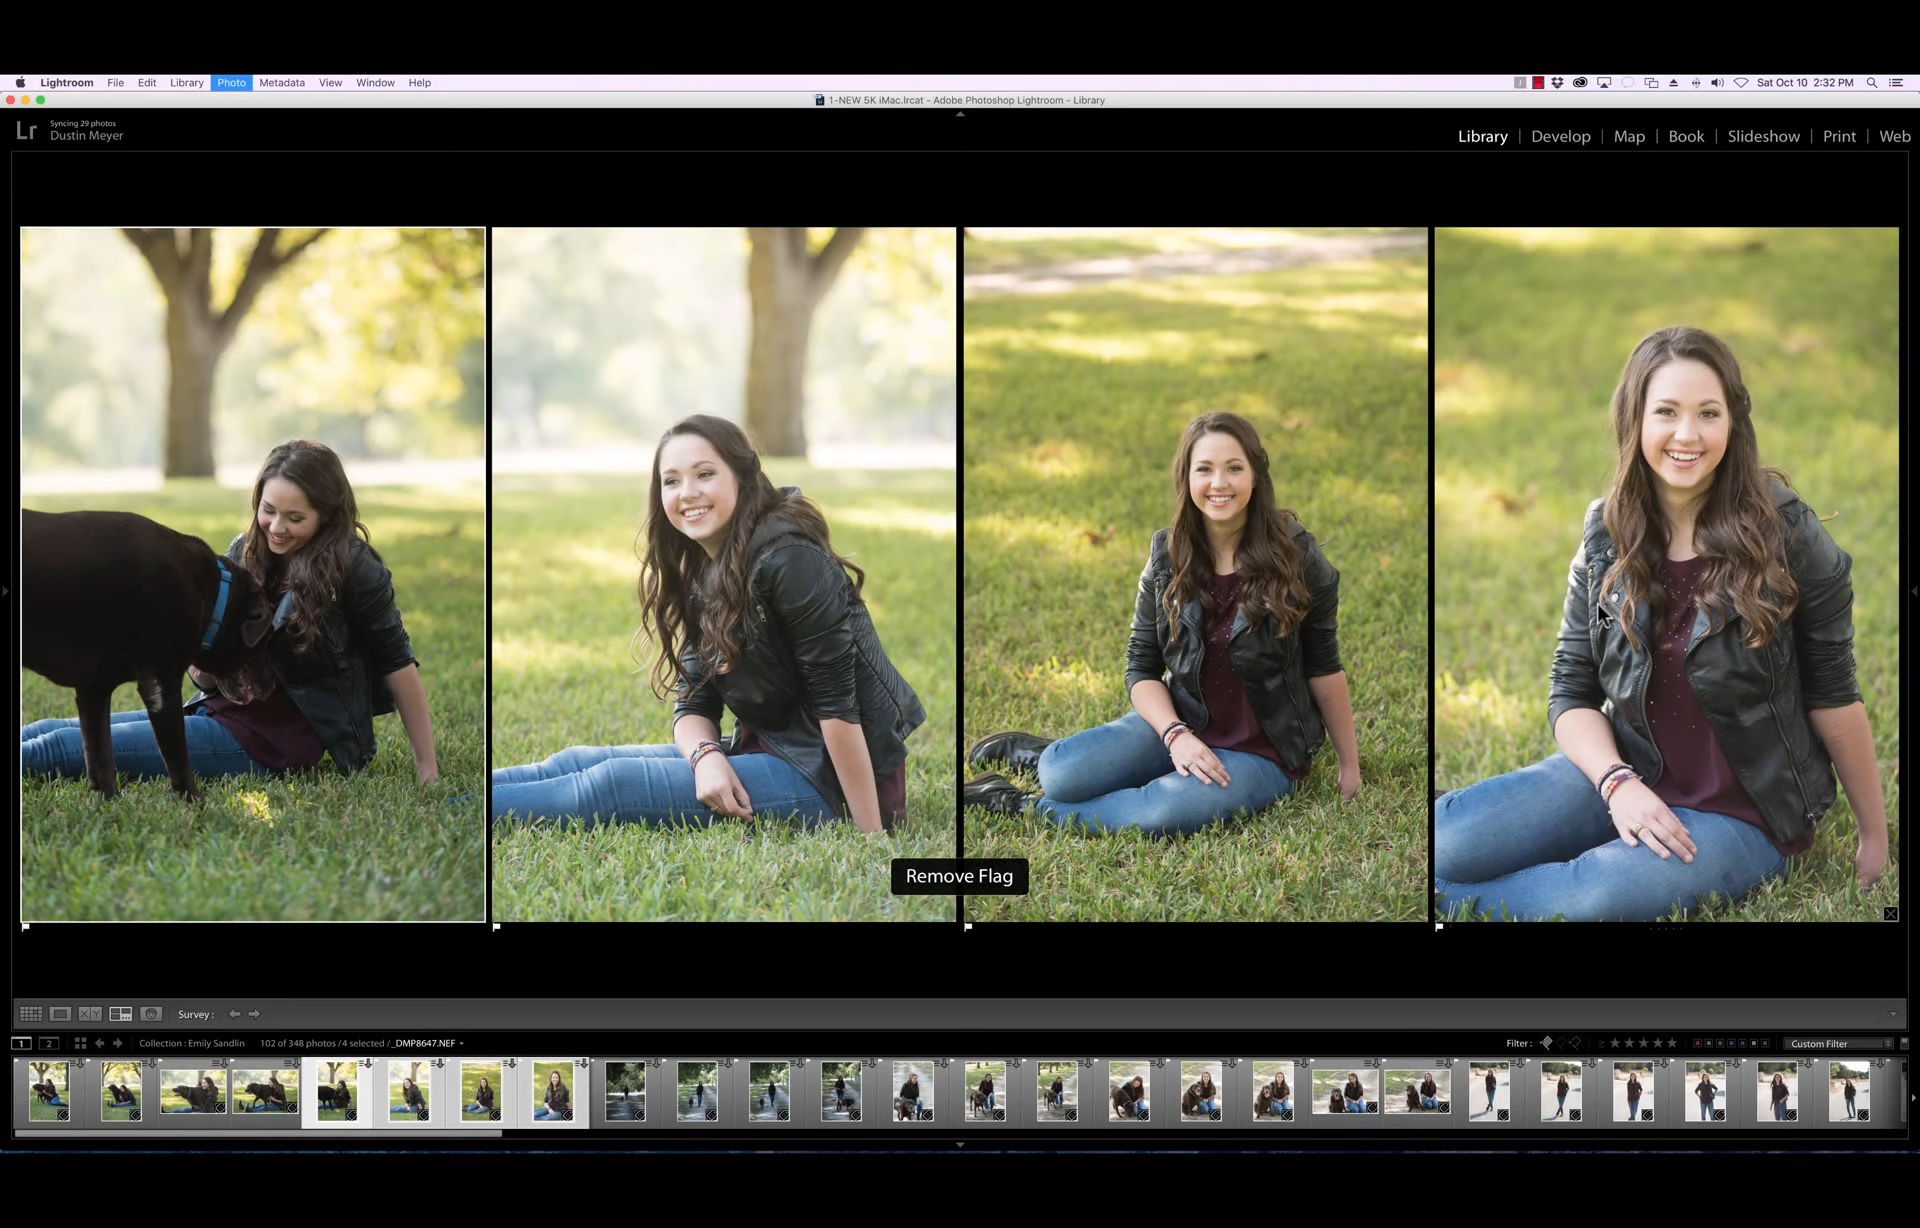 Lightroom File Edit Library Photo Metadata View Window Help
Sat Oct 10 2:32 PM
1-NEW 5K iMac.lrcat - Adobe Photoshop Lightroom - Library
Lr
Syncing 29 photos
Dustin Meyer
Library | Develop | Map | Book | Slideshow | Print | Web
Remove Flag
XY
Survey :
1 2
Collection : Emily Sandlin 102 of 348 photos / 4 selected / _DMP8647.NEF
Filter : ≥ ★★★★★ Custom Filter